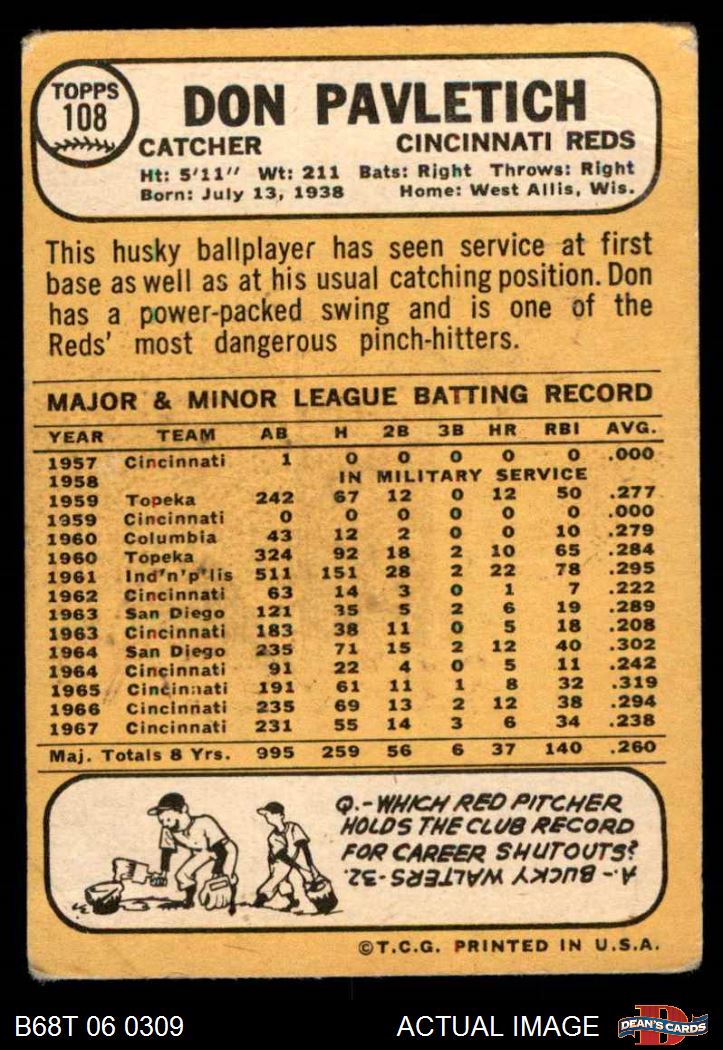 TOPPS
108
DON PAVLETICH
CATCHER CINCINNATI REDS
Ht: 5'11" Wt: 211 Bats: Right Throws: Right
Born: July 13, 1938 Home: West Allis, Wis.
This husky ballplayer has seen service at first
base as well as at his usual catching position. Don
has a power-packed swing and is one of the
Reds' most dangerous pinch-hitters.
MAJOR & MINOR LEAGUE BATTING RECORD
YEAR TEAM AB H 2B 3B HR RBI AVG.
1957 Cincinnati 1 0 0 0 0 0 .000
1958 IN MILITARY SERVICE
1959 Topeka 242 67 12 0 12 50 .277
1959 Cincinnati 0 0 0 0 0 0 .000
1960 Columbia 43 12 2 0 0 10 .279
1960 Topeka 324 92 18 2 10 65 .284
1961 Ind'n'p'lis 511 151 28 2 22 78 .295
1962 Cincinnati 63 14 3 0 1 7 .222
1963 San Diego 121 35 5 2 6 19 .289
1963 Cincinnati 183 38 11 0 5 18 .208
1964 San Diego 235 71 15 2 12 40 .302
1964 Cincinnati 91 22 4 0 5 11 .242
1965 Cincinnati 191 61 11 1 8 32 .319
1966 Cincinnati 235 69 13 2 12 38 .294
1967 Cincinnati 231 55 14 3 6 34 .238
Maj. Totals 8 Yrs. 995 259 56 6 37 140 .260
Q.-WHICH RED PITCHER
HOLDS THE CLUB RECORD
FOR CAREER SHUTOUTS?
A.-BUCKY WALTERS-32.
©T.C.G. PRINTED IN U.S.A.
B68T 06 0309 ACTUAL IMAGE D DEAN'S CARDS